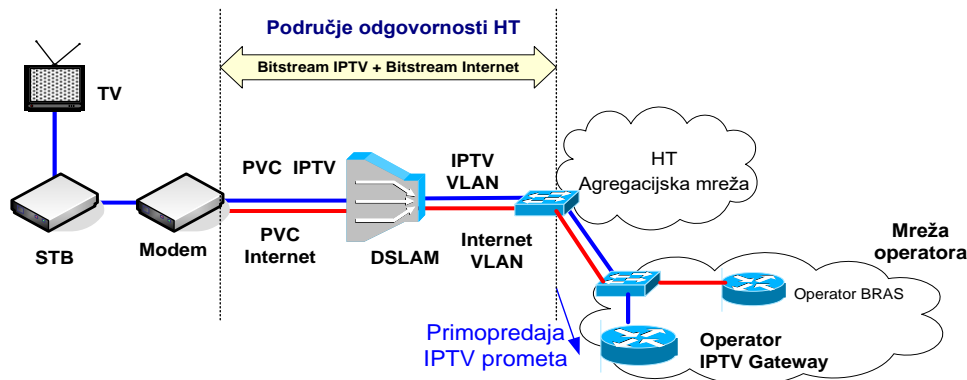 Područje odgovornosti HT
Bitstream IPTV + Bitstream Internet
TV
HT
Agregacijska mreža
PVC IPTV
IPTV
VLAN
STB
Modem
PVC
Internet
DSLAM
Internet
VLAN
Mreža
operatora
Operator BRAS
Primopredaja
IPTV prometa
Operator
IPTV Gateway